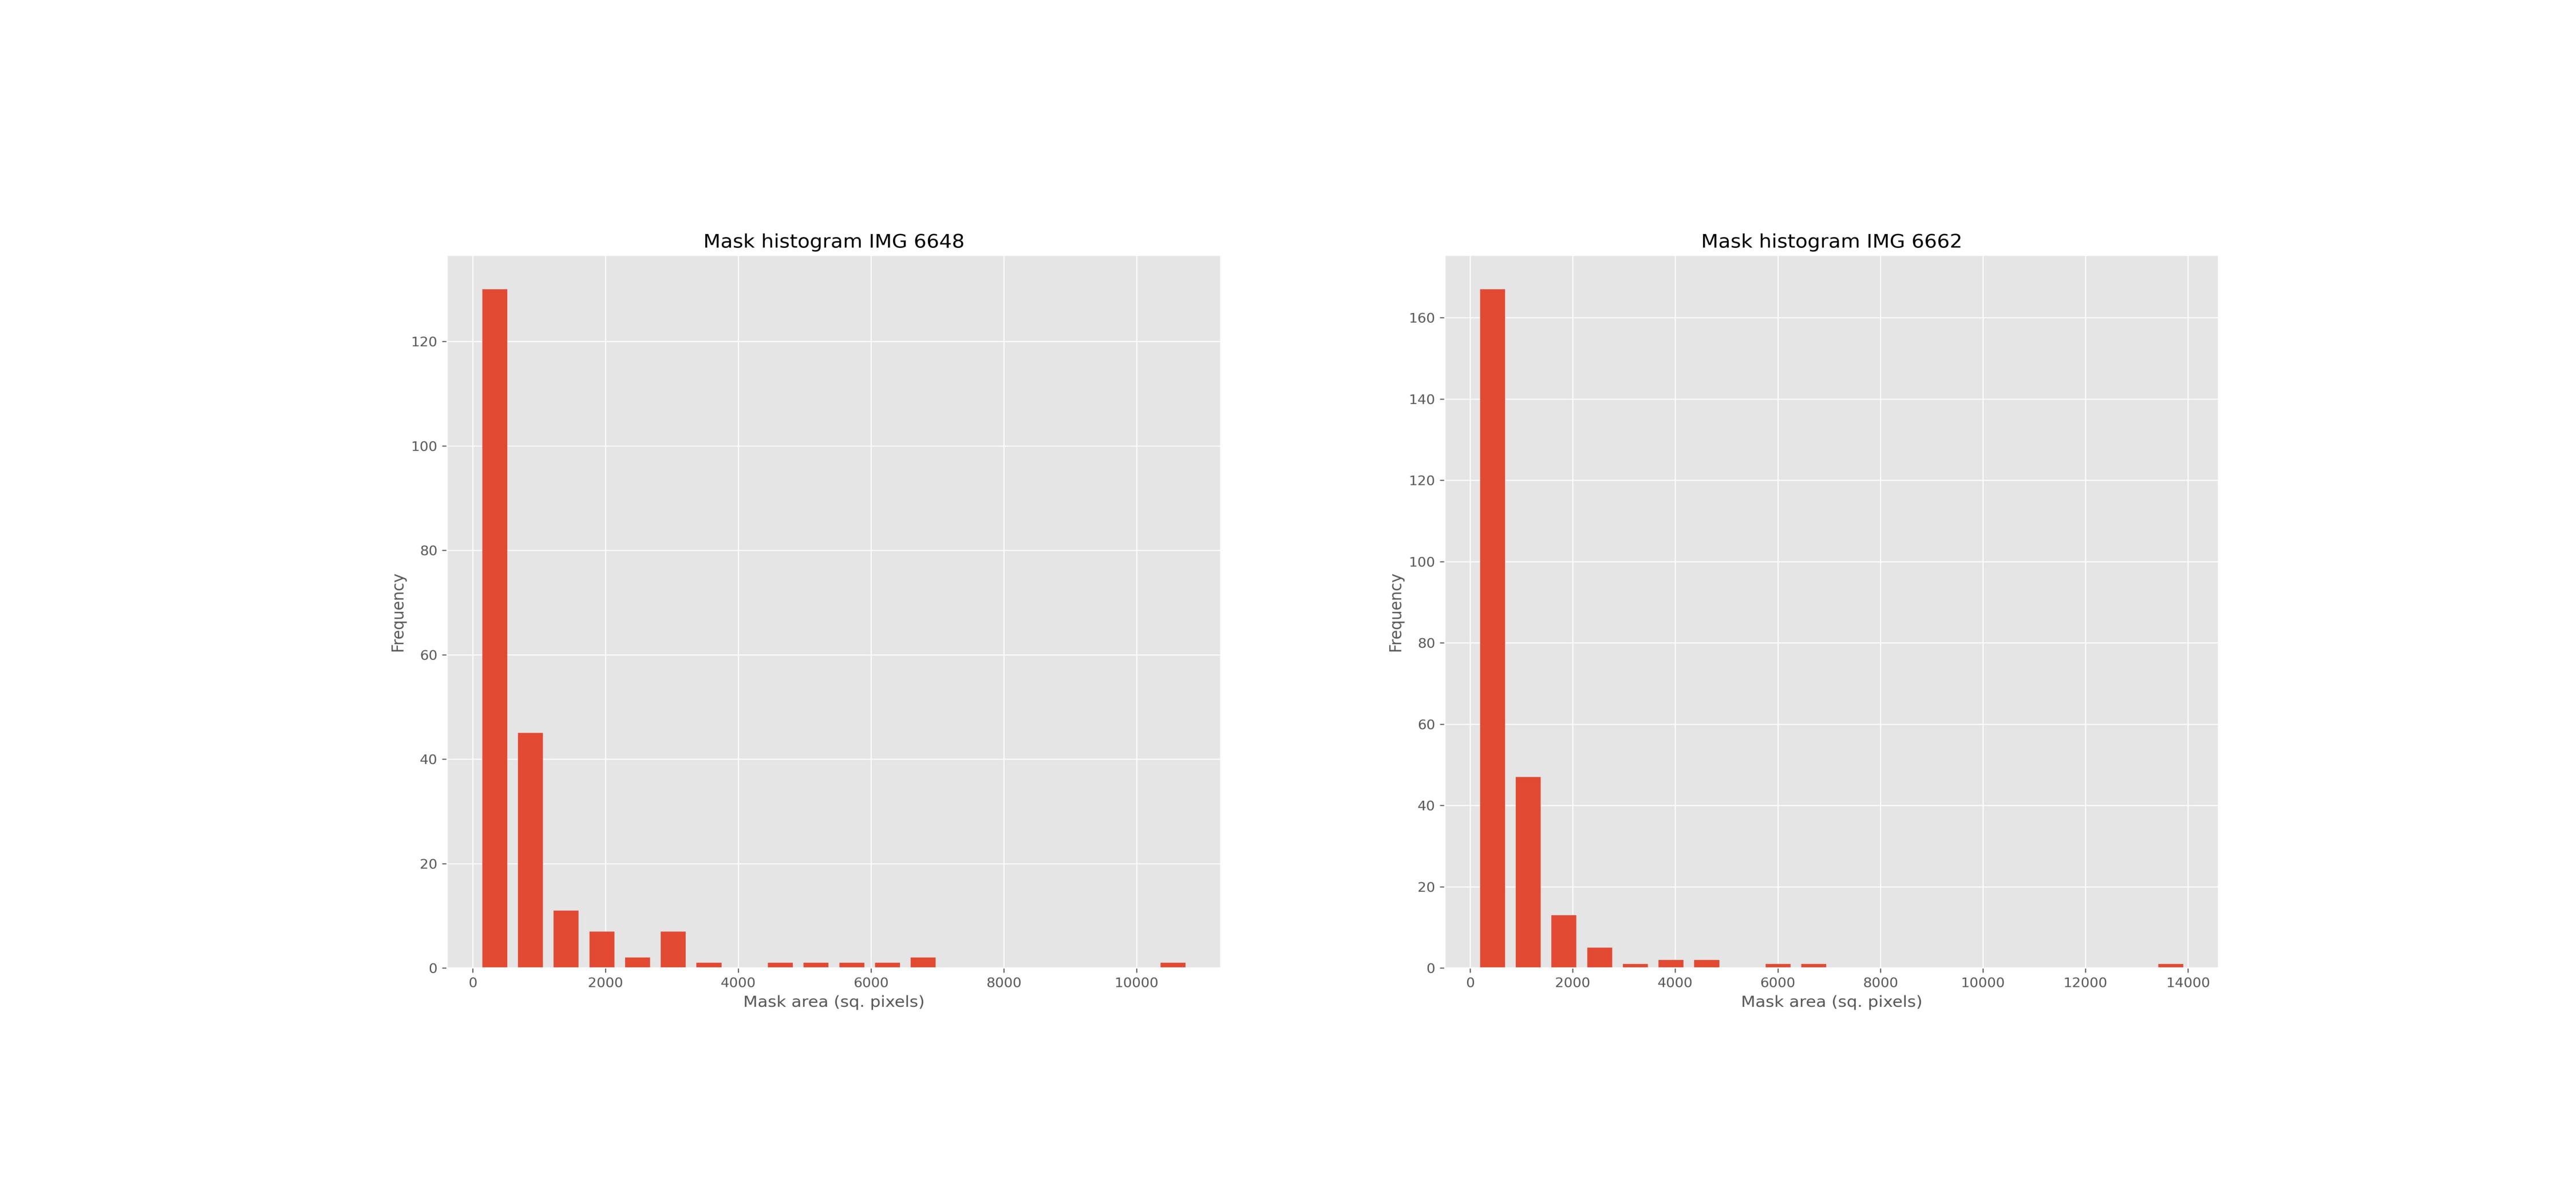 Mask histogram IMG 6648
120
100
80
60
40
20
0
Frequency
0 2000 4000 6000 8000 10000
Mask area (sq. pixels)
Mask histogram IMG 6662
160
140
120
100
80
60
40
20
0
Frequency
0 2000 4000 6000 8000 10000 12000 14000
Mask area (sq. pixels)